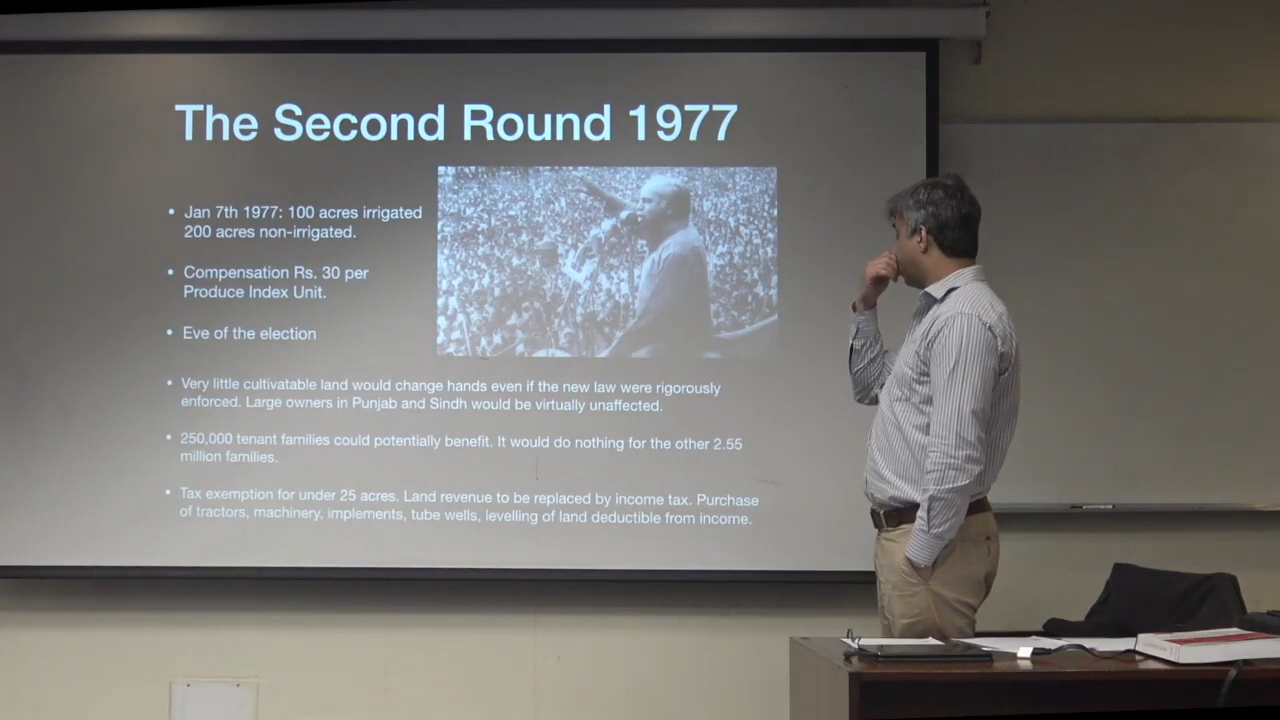 The Second Round 1977
• Jan 7th 1977: 100 acres irrigated
200 acres non-irrigated.
• Compensation Rs. 30 per
Produce Index Unit.
• Eve of the election
• Very little cultivatable land would change hands even if the new law were rigorously
enforced. Large owners in Punjab and Sindh would be virtually unaffected.
• 250,000 tenant families could potentially benefit. It would do nothing for the other 2.55
million families.
• Tax exemption for under 25 acres. Land revenue to be replaced by income tax. Purchase
of tractors, machinery, implements, tube wells, levelling of land deductible from income.